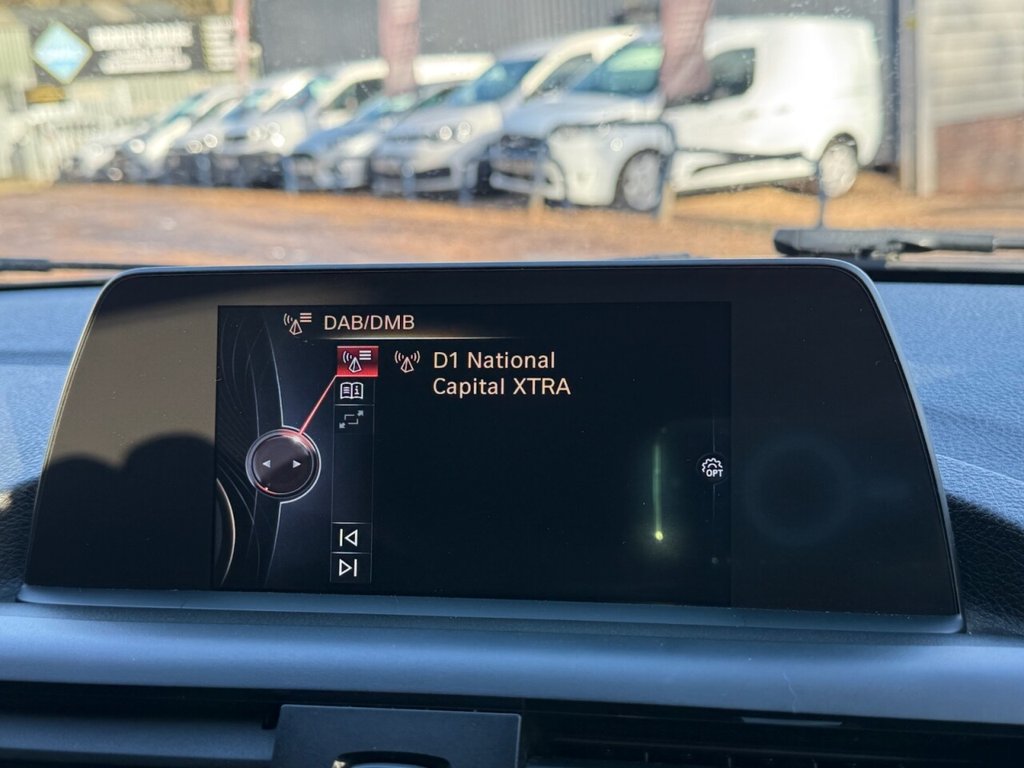 DAB/DMB
D1 National
Capital XTRA
OPT